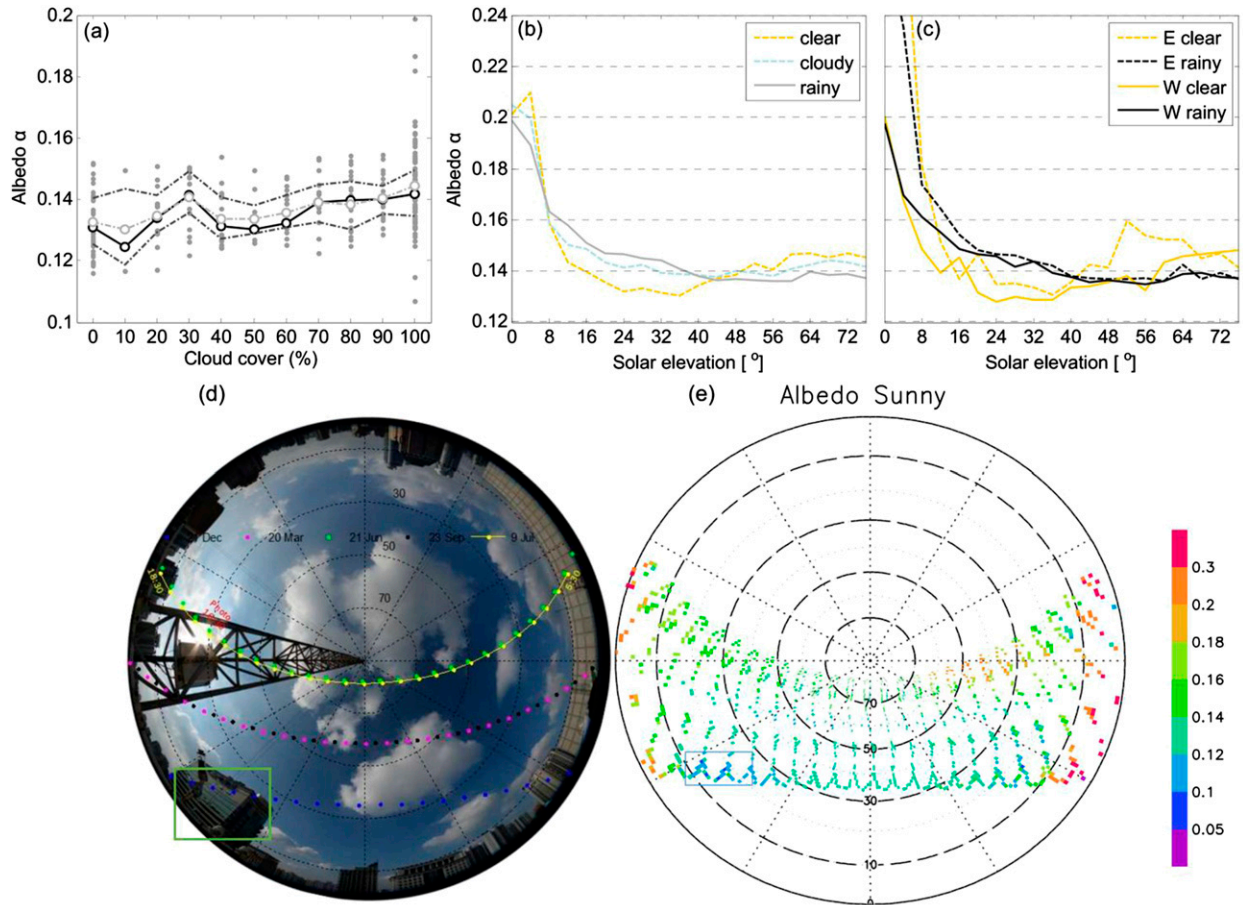 (a)
0.2
0.18
0.16
0.14
0.12
0.1
Albedo α
0 10 20 30 40 50 60 70 80 90 100
Cloud cover (%)
(b)
0.24
0.22
0.2
0.18
0.16
0.14
0.12
Albedo α
clear
cloudy
rainy
0 8 16 24 32 40 48 56 64 72
Solar elevation [ °]
(c)
E clear
E rainy
W clear
W rainy
0 8 16 24 32 40 48 56 64 72
Solar elevation [ °]
(d)
30
Dec 20 Mar 21 Jun 23 Sep 9 Jul
50
18:30
Photo
70
(e)
Albedo Sunny
70
50
30
10
0
0.3
0.2
0.18
0.16
0.14
0.12
0.1
0.05